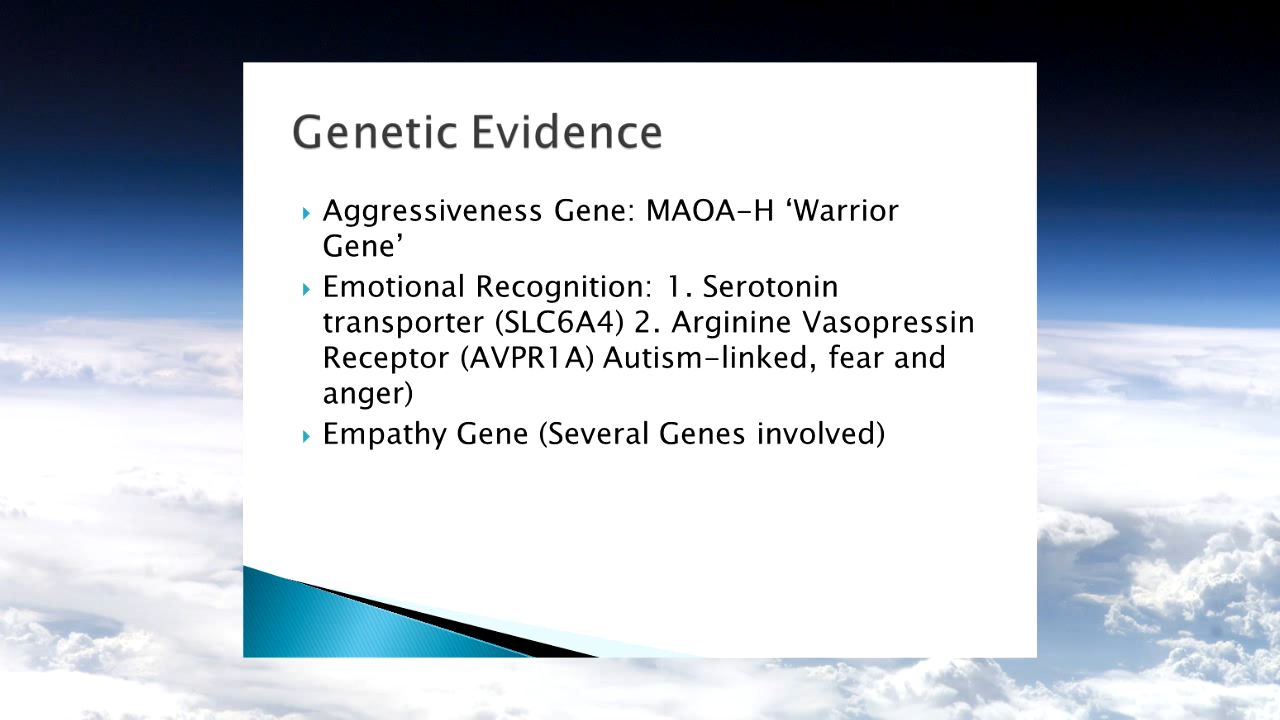 Genetic Evidence
Aggressiveness Gene: MAOA-H ‘Warrior
Gene’
Emotional Recognition: 1. Serotonin
transporter (SLC6A4) 2. Arginine Vasopressin
Receptor (AVPR1A) Autism-linked, fear and
anger)
Empathy Gene (Several Genes involved)